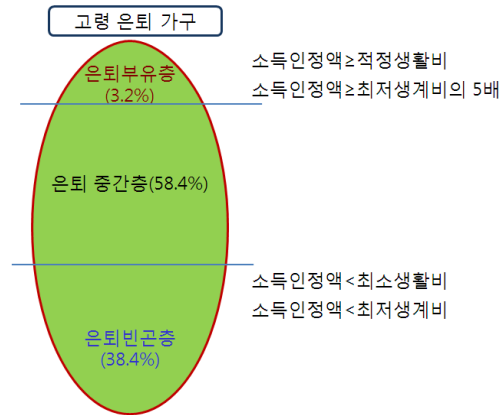 고령 은퇴 가구
은퇴부유층
(3.2%)
소득인정액≥적정생활비
소득인정액≥최저생계비의 5배
은퇴 중간층(58.4%)
소득인정액<최소생활비
소득인정액<최저생계비
은퇴빈곤층
(38.4%)